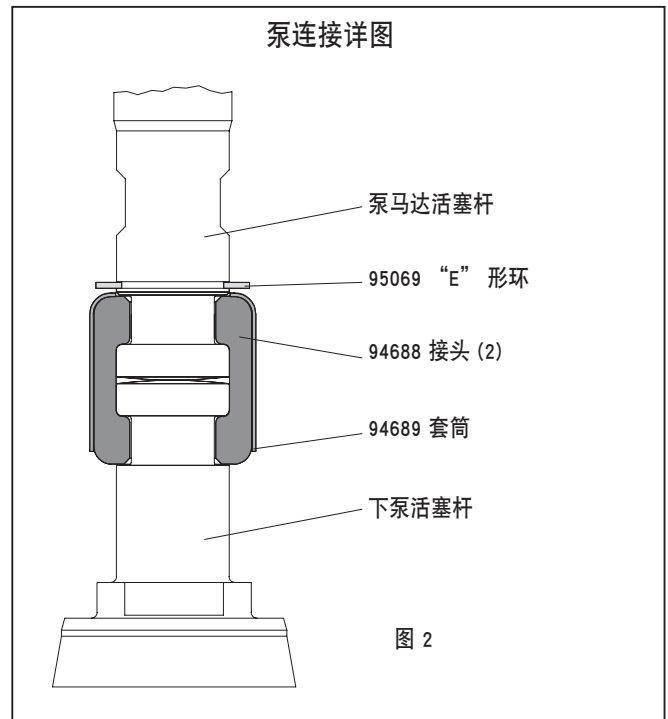 泵连接详图
泵马达活塞杆
95069 “E” 形环
94688 接头 (2)
94689 套筒
下泵活塞杆
图 2